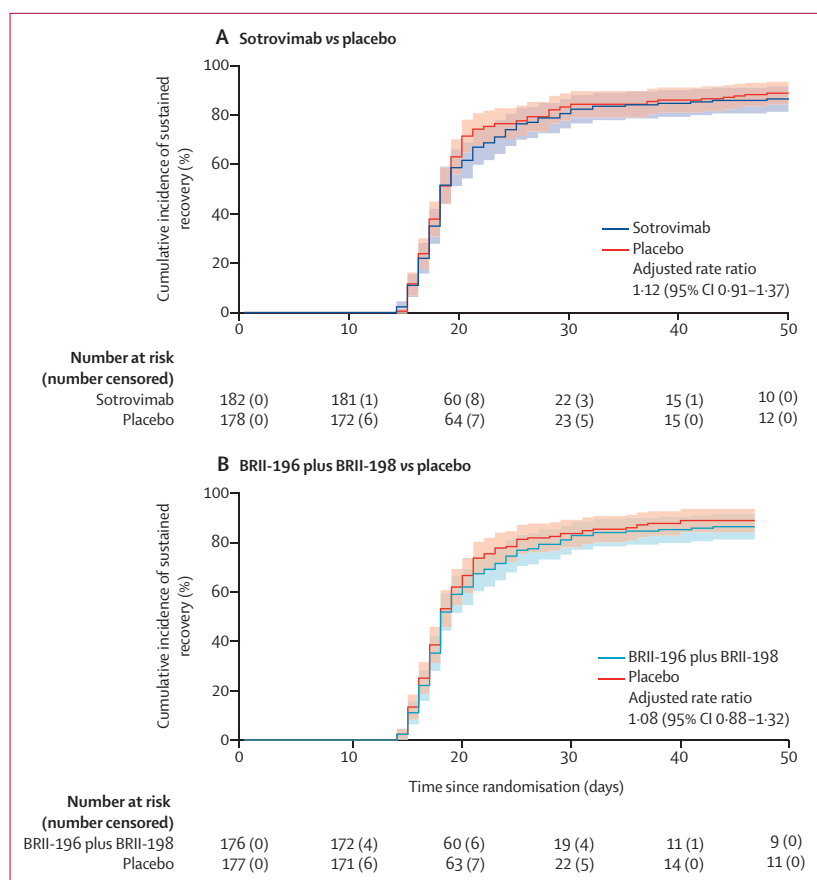 A Sotrovimab vs placebo
100
80
60
40
20
0
Cumulative incidence of sustained
recovery (%)
Sotrovimab
Placebo
Adjusted rate ratio
1·12 (95% CI 0·91–1·37)
0 10 20 30 40 50
Number at risk
(number censored)
Sotrovimab 182 (0) 181 (1) 60 (8) 22 (3) 15 (1) 10 (0)
Placebo 178 (0) 172 (6) 64 (7) 23 (5) 15 (0) 12 (0)
B BRII-196 plus BRII-198 vs placebo
100
80
60
40
20
0
Cumulative incidence of sustained
recovery (%)
BRII-196 plus BRII-198
Placebo
Adjusted rate ratio
1·08 (95% CI 0·88–1·32)
0 10 20 30 40 50
Time since randomisation (days)
Number at risk
(number censored)
BRII-196 plus BRII-198 176 (0) 172 (4) 60 (6) 19 (4) 11 (1) 9 (0)
Placebo 177 (0) 171 (6) 63 (7) 22 (5) 14 (0) 11 (0)